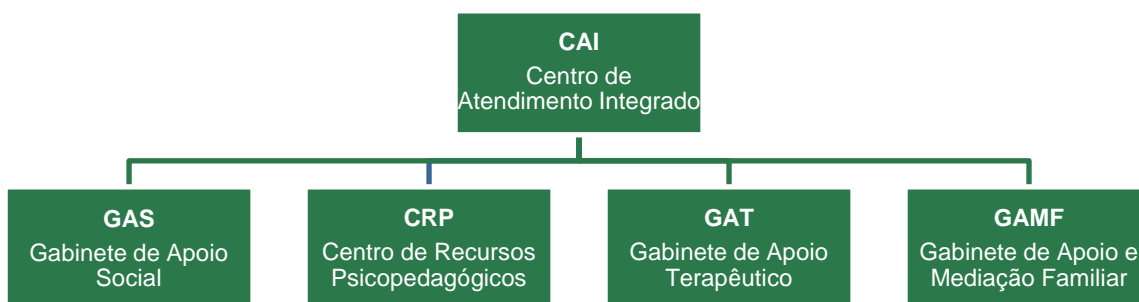 CAI
Centro de
Atendimento Integrado
GAS
Gabinete de Apoio
Social
CRP
Centro de Recursos
Psicopedagógicos
GAT
Gabinete de Apoio
Terapêutico
GAMF
Gabinete de Apoio e
Mediação Familiar